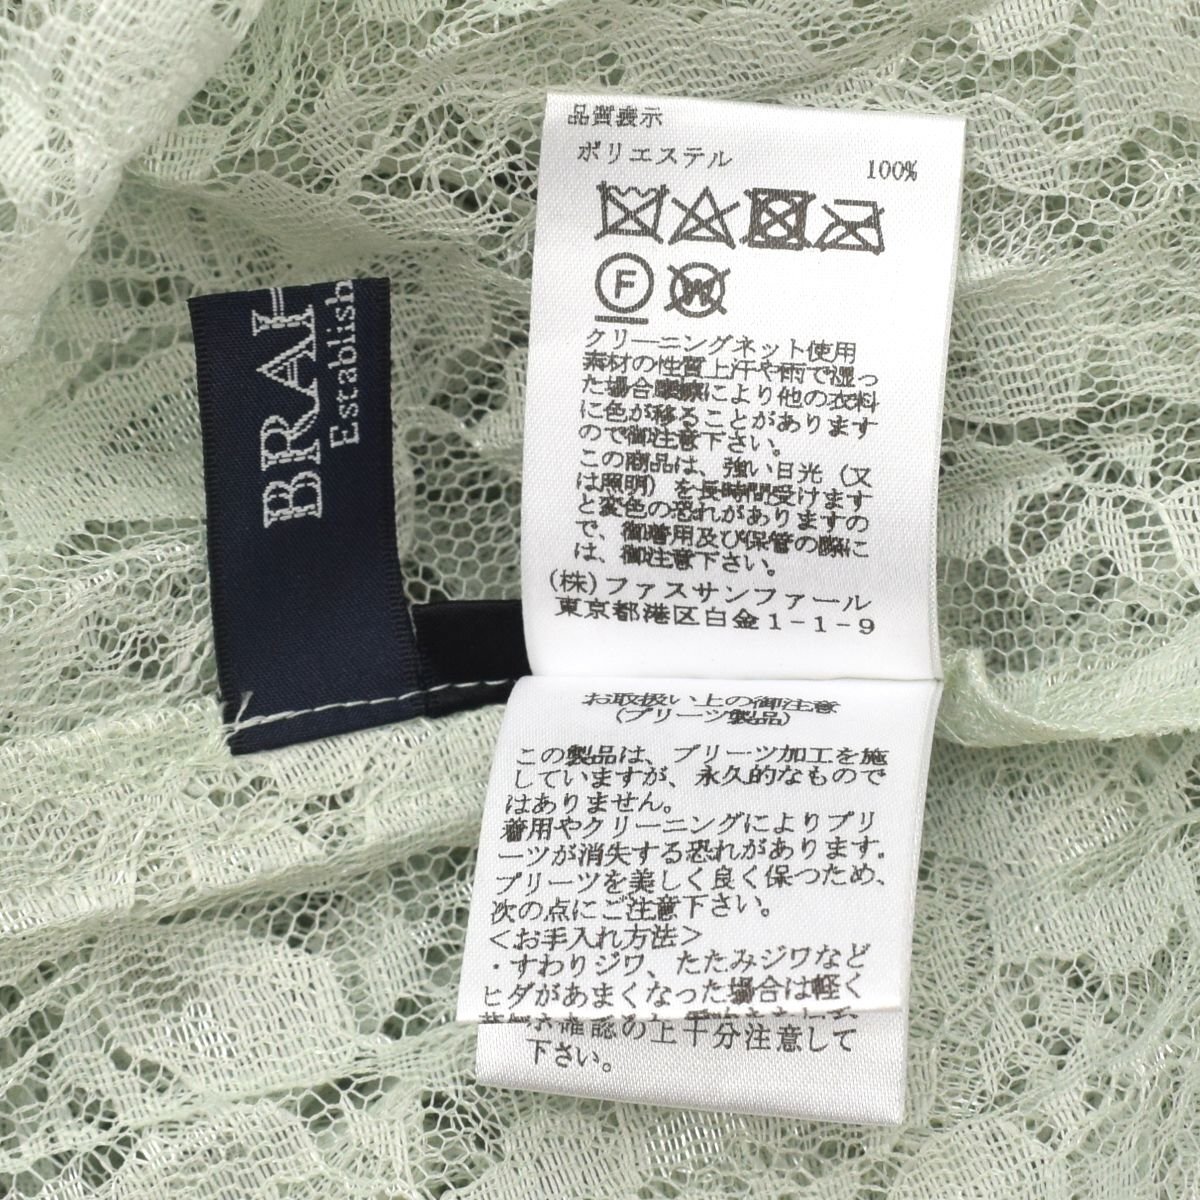 BRAH
Establish
品質表示
ポリエステル 100%
F
W
クリーニングネット使用
素材の性質上汗や雨で湿っ
た場合摩擦により他の衣料
に色が移ることがあります
ので御注意下さい。
この商品は、強い日光(又
は照明)を長時間受けます
と変色の恐れがありますの
で、御着用及び保管の際に
は、御注意下さい。
(株)ファスサンファール
東京都港区白金1-1-9
お取扱い上の御注意
(プリーツ製品)
この製品は、プリーツ加工を施
していますが、永久的なもので
はありません。
着用やクリーニングによりプリ
ーツが消失する恐れがあります。
プリーツを美しく良く保つため、
次の点にご注意下さい。
<お手入れ方法>
・すわりジワ、たたみジワなど
ヒダがあまくなった場合は軽く
確認の上十分注意して
下さい。